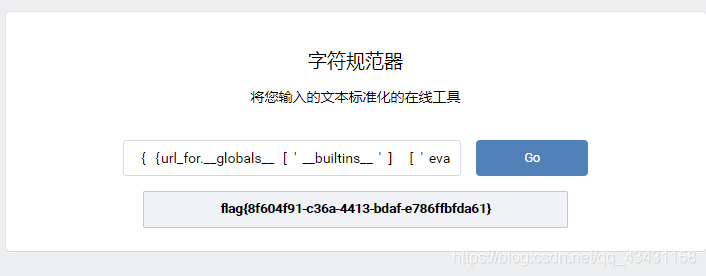 字符规范器
将您输入的文本标准化的在线工具
｛ ｛url_for.__globals__ ［＇__builtins__＇］ ［＇eva
Go
flag{8f604f91-c36a-4413-bdaf-e786ffbfda61}
https://blog.csdn.net/qq_43431158